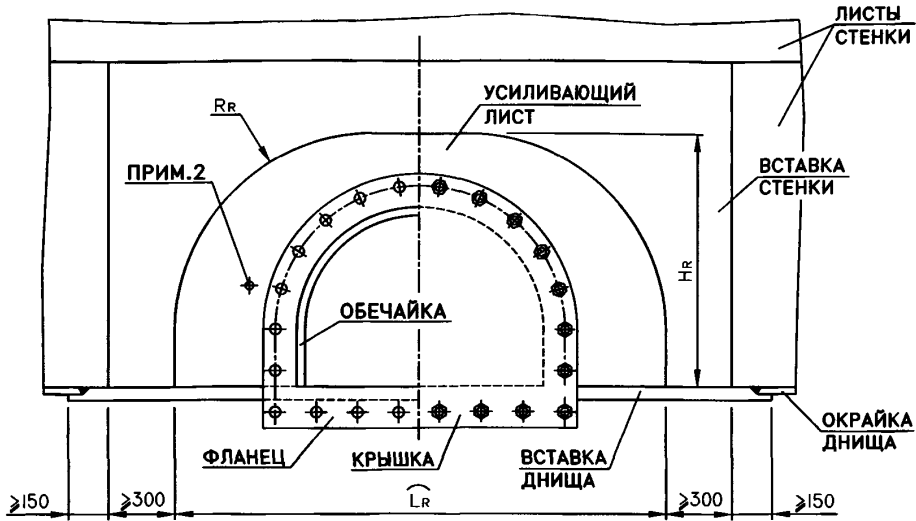 ЛИСТЫ
СТЕНКИ
УСИЛИВАЮЩИЙ
ЛИСТ
RR
ПРИМ.2
ВСТАВКА
СТЕНКИ
HR
ОБЕЧАЙКА
ОКРАЙКА
ДНИЩА
ФЛАНЕЦ
КРЫШКА
ВСТАВКА
ДНИЩА
⩾150
⩾300
LR
⩾300
⩾150